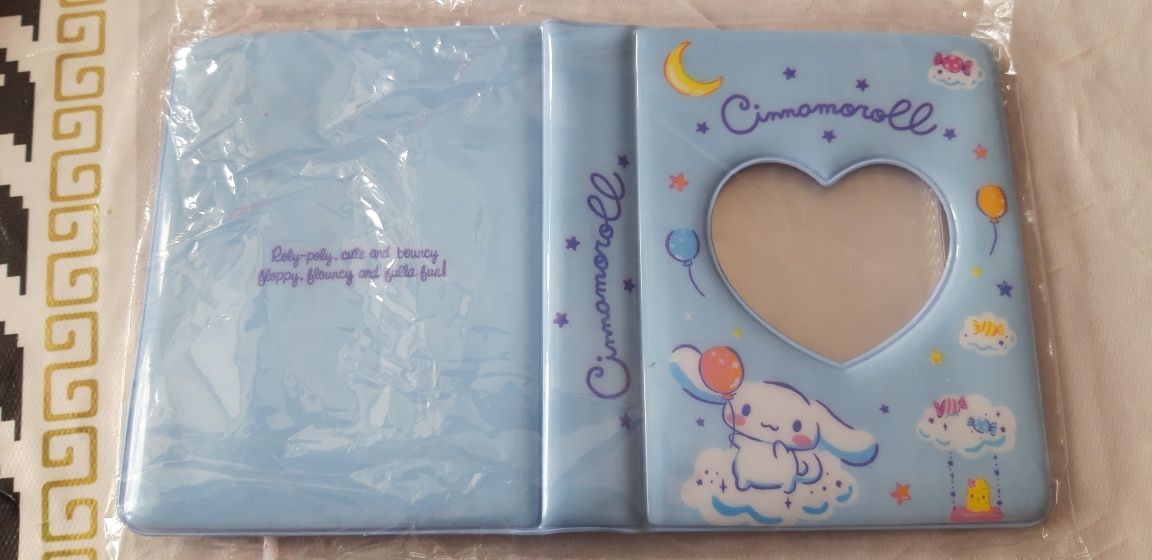 Roly-poly, cute and bouncy
floppy, flouncy and fulla fun!
Cinnamoroll
Cinnamoroll